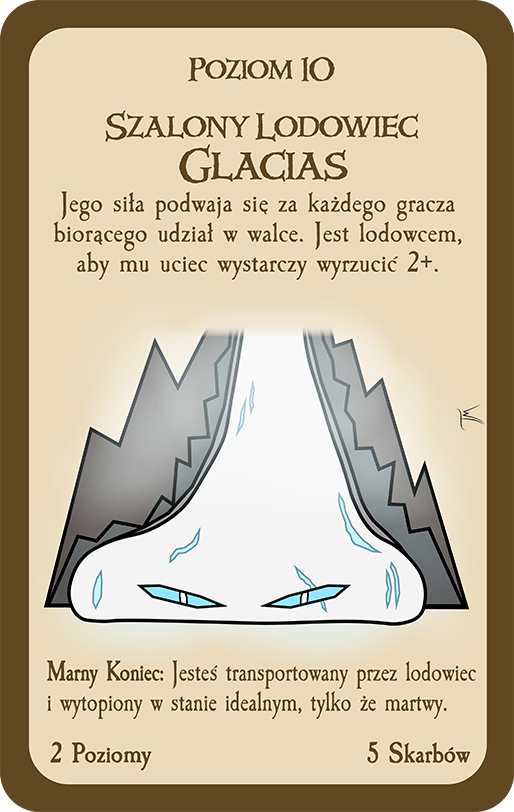 Poziom 10
Szalony Lodowiec
Glacias
Jego siła podwaja się za każdego gracza
biorącego udział w walce. Jest lodowcem,
aby mu uciec wystarczy wyrzucić 2+.
Marny Koniec: Jesteś transportowany przez lodowiec
i wytopiony w stanie idealnym, tylko że martwy.
2 Poziomy
5 Skarbów